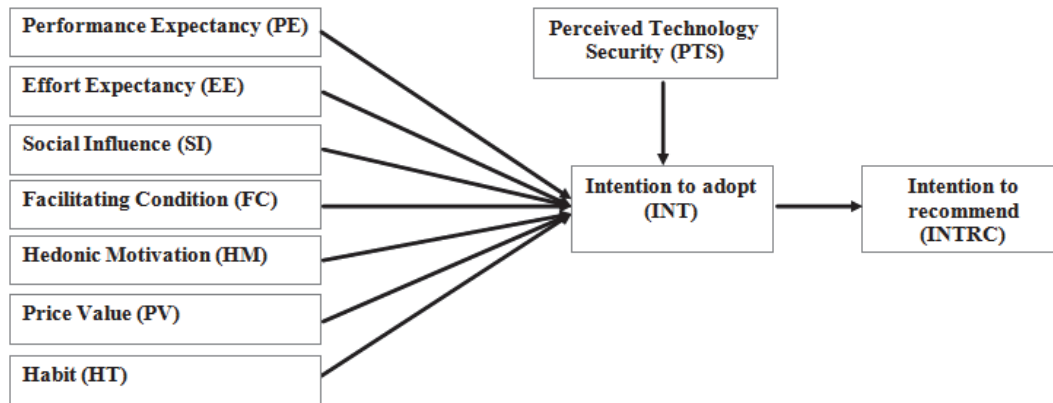 Performance Expectancy (PE)
Effort Expectancy (EE)
Social Influence (SI)
Facilitating Condition (FC)
Hedonic Motivation (HM)
Price Value (PV)
Habit (HT)
Perceived Technology
Security (PTS)
Intention to adopt
(INT)
Intention to
recommend
(INTRC)